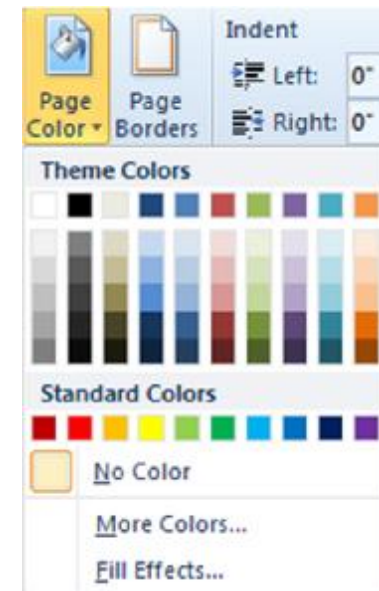 Indent
Left: 0"
Page Color Page Borders Right: 0"
Theme Colors
Standard Colors
No Color
More Colors...
Fill Effects...